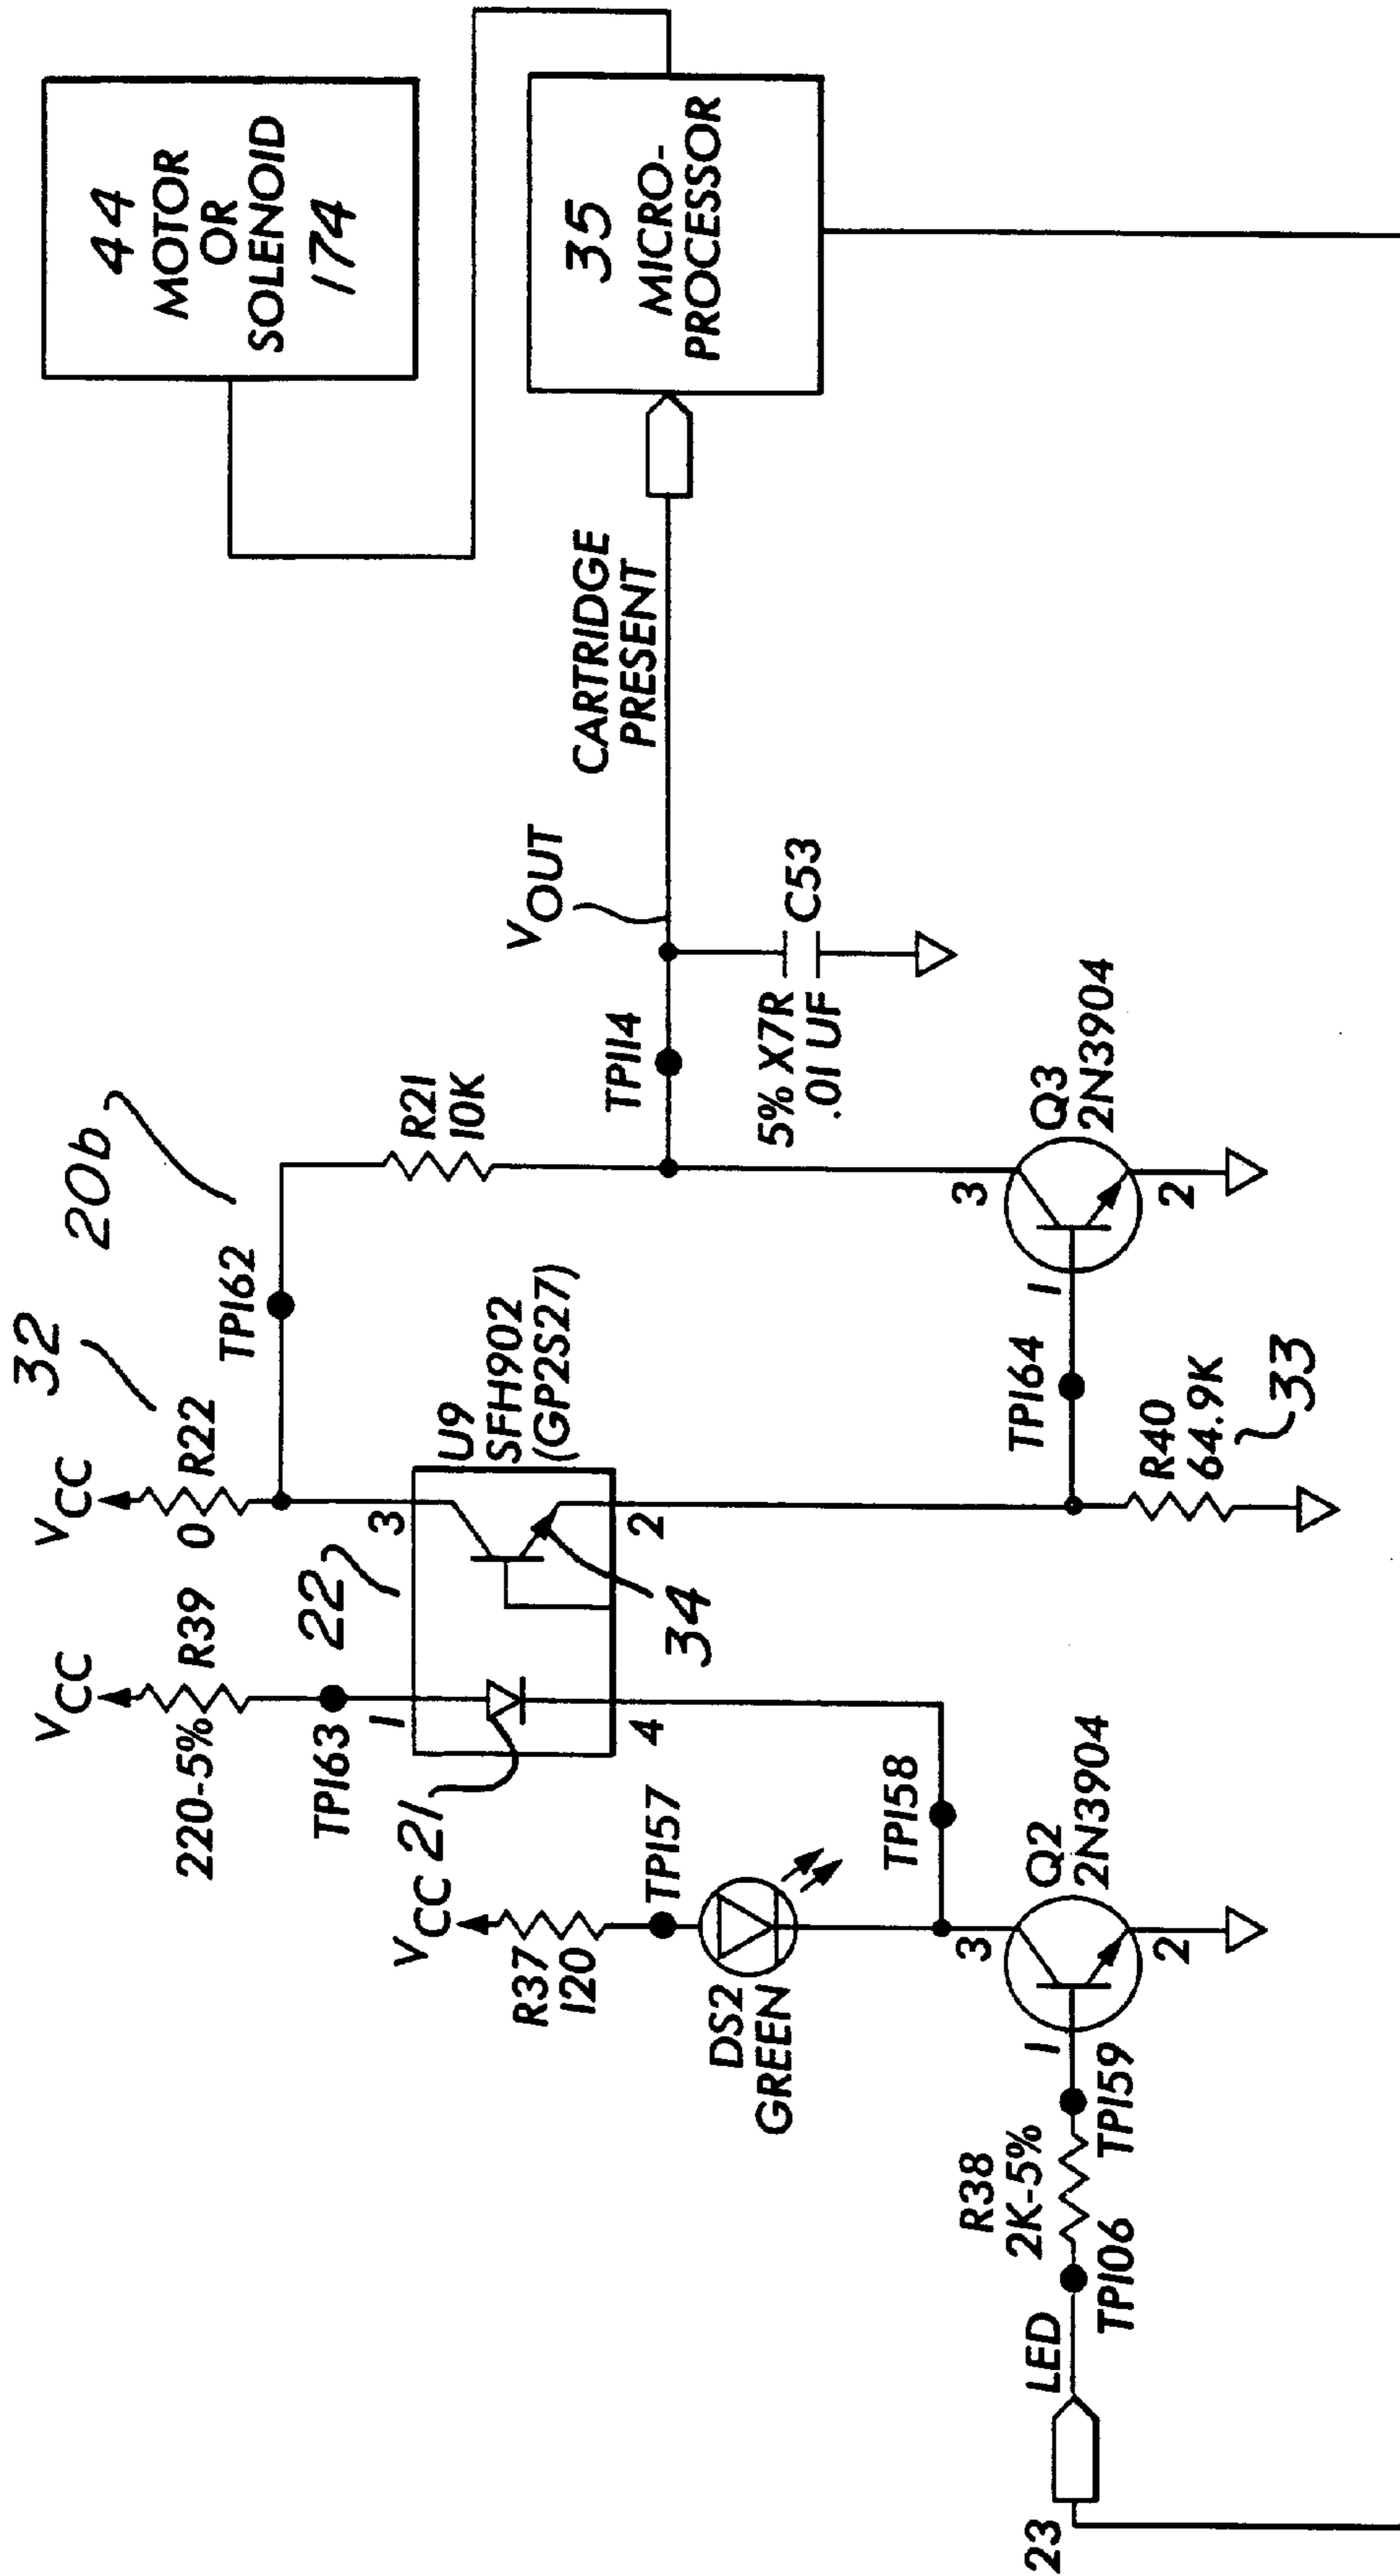 44
MOTOR
OR
SOLENOID
174
35
MICRO-
PROCESSOR
CARTRIDGE
PRESENT
VOUT
TP114
5% X7R
.01 UF
C53
20b
R21
10K
TP162
32
VCC
0
R22
VCC
220-5%
R39
TP163
22
1
3
U9
SFH902
(GP2S27)
21
34
4
2
VCC
R37
120
TP157
DS2
GREEN
TP158
3
Q2
2N3904
1
2
3
Q3
2N3904
1
2
TP164
R40
64.9K
33
R38
2K-5%
TP106
TP159
LED
23